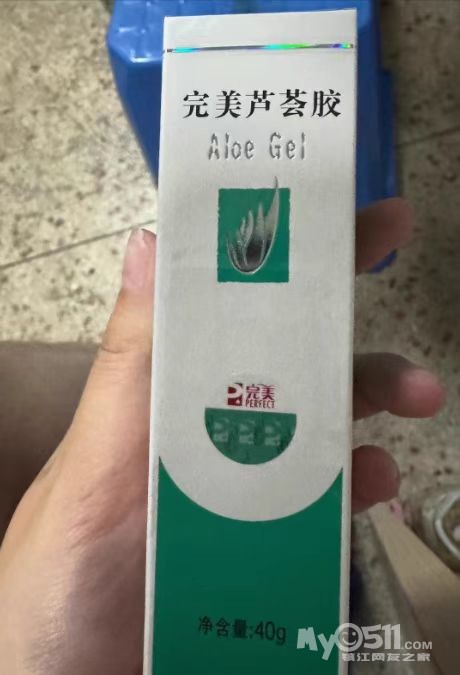 完美芦荟胶
Aloe Gel
完美
PERFECT
净含量:40g
My0511.COM
镇江网友之家